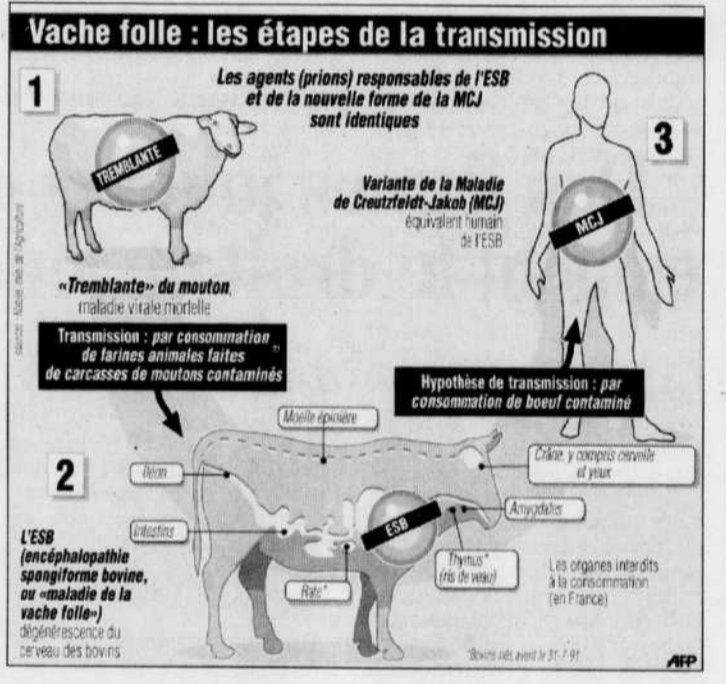 Vache folle : les étapes de la transmission
1
Les agents (prions) responsables de l'ESB
et de la nouvelle forme de la MCJ
sont identiques
3
TREMBLANTE
Variante de la Maladie
de Creutzfeldt-Jakob (MCJ)
équivalent humain
de l'ESB
MCJ
«Tremblante» du mouton,
maladie virale mortelle
Transmission : par consommation
de farines animales faites
de carcasses de moutons contaminés
Hypothèse de transmission : par
consommation de boeuf contaminé
Moëlle épinière
2
Iléon
Crâne, y compris cervelle
et yeux
Intestins
ESB
Amygdales
L'ESB
(encéphalopathie
spongiforme bovine,
ou «maladie de la
vache folle»)
dégénérescence du
cerveau des bovins
Rate*
Thymus*
(ris de veau)
Les organes interdits
à la consommation
(en France)
*Bovins nés avant le 31-7-91
AFP